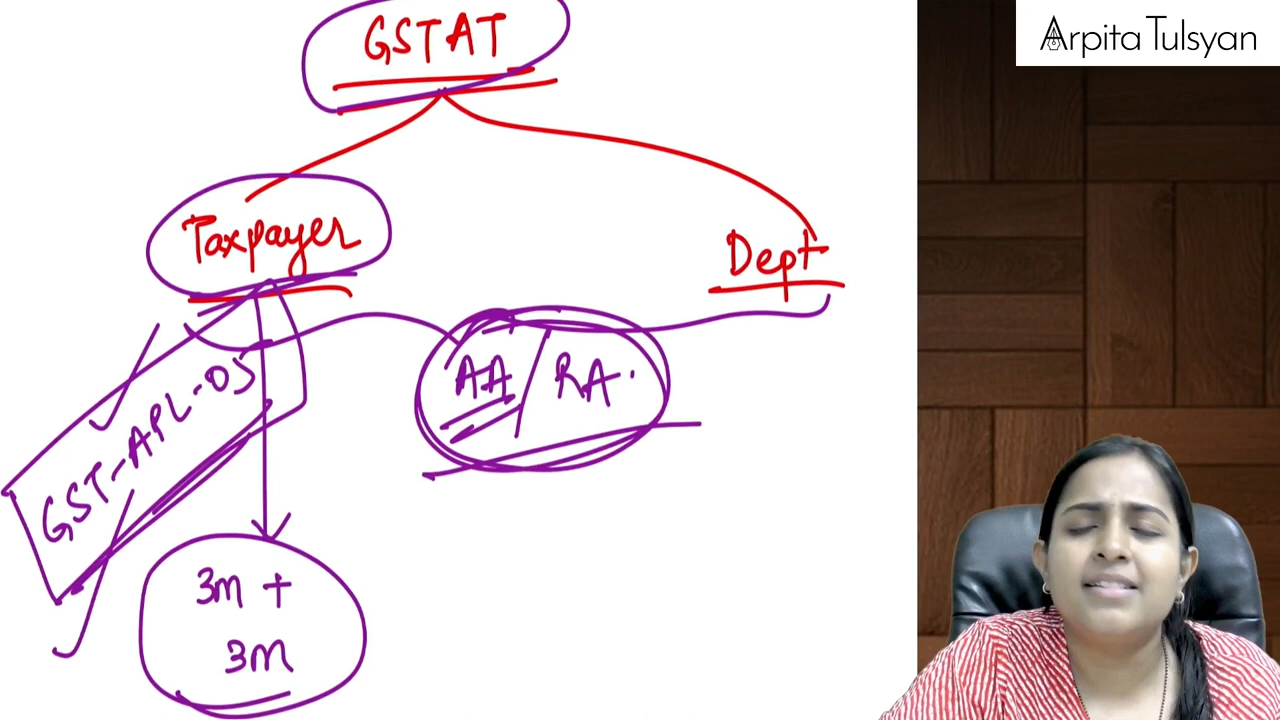 Arpita Tulsyan
GSTAT
Taxpayer
Dept
AA / RA.
GST-APL-05
3m +
3m